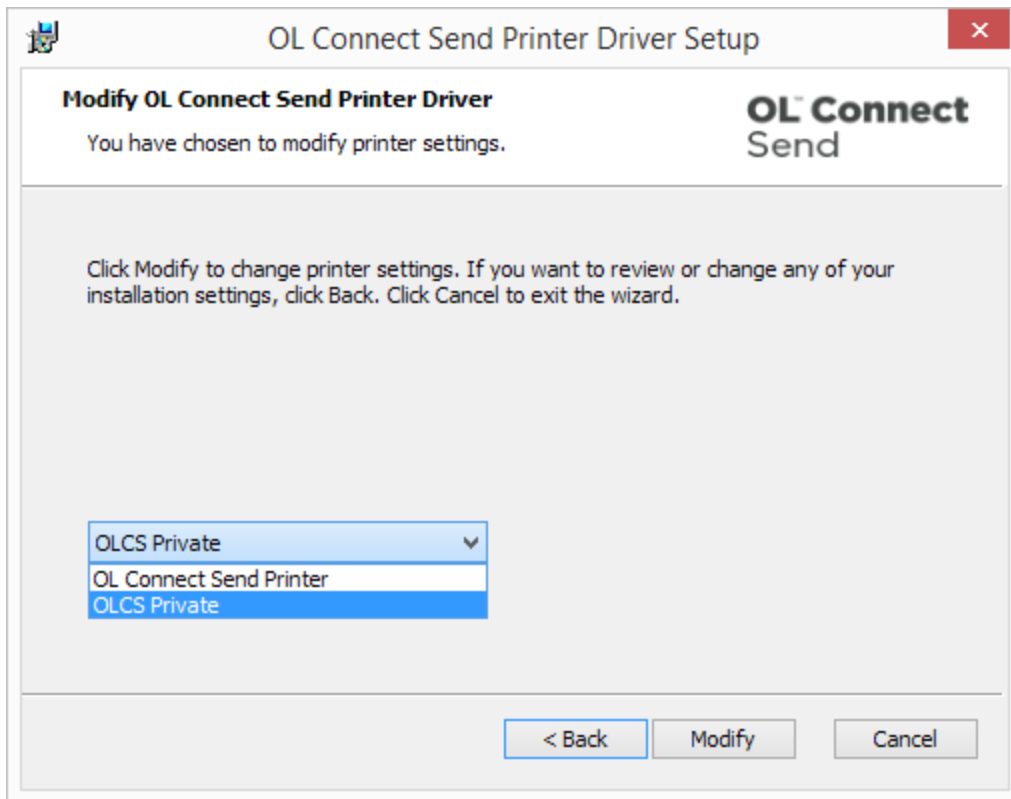 OL Connect Send Printer Driver Setup
Modify OL Connect Send Printer Driver
You have chosen to modify printer settings.
OL™ Connect
Send
Click Modify to change printer settings. If you want to review or change any of your
installation settings, click Back. Click Cancel to exit the wizard.
OLCS Private
OL Connect Send Printer
OLCS Private
< Back Modify Cancel